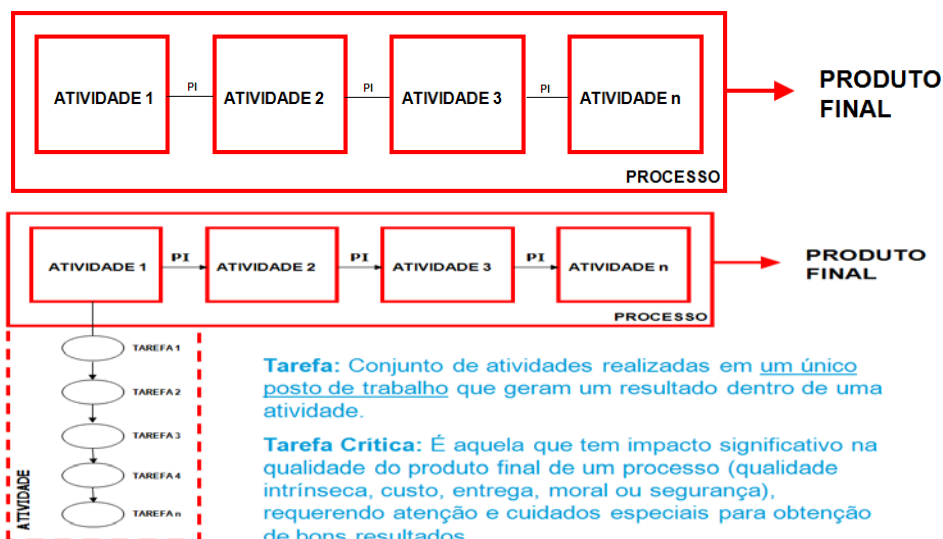 ATIVIDADE 1
PI
ATIVIDADE 2
PI
ATIVIDADE 3
PI
ATIVIDADE n
PRODUTO
FINAL
PROCESSO
ATIVIDADE 1
PI
ATIVIDADE 2
PI
ATIVIDADE 3
PI
ATIVIDADE n
PRODUTO
FINAL
PROCESSO
TAREFA 1
TAREFA 2
TAREFA 3
TAREFA 4
TAREFA n
ATIVIDADE
Tarefa: Conjunto de atividades realizadas em um único
posto de trabalho que geram um resultado dentro de uma
atividade.
Tarefa Crítica: É aquela que tem impacto significativo na
qualidade do produto final de um processo (qualidade
intrínseca, custo, entrega, moral ou segurança),
requerendo atenção e cuidados especiais para obtenção
de bons resultados